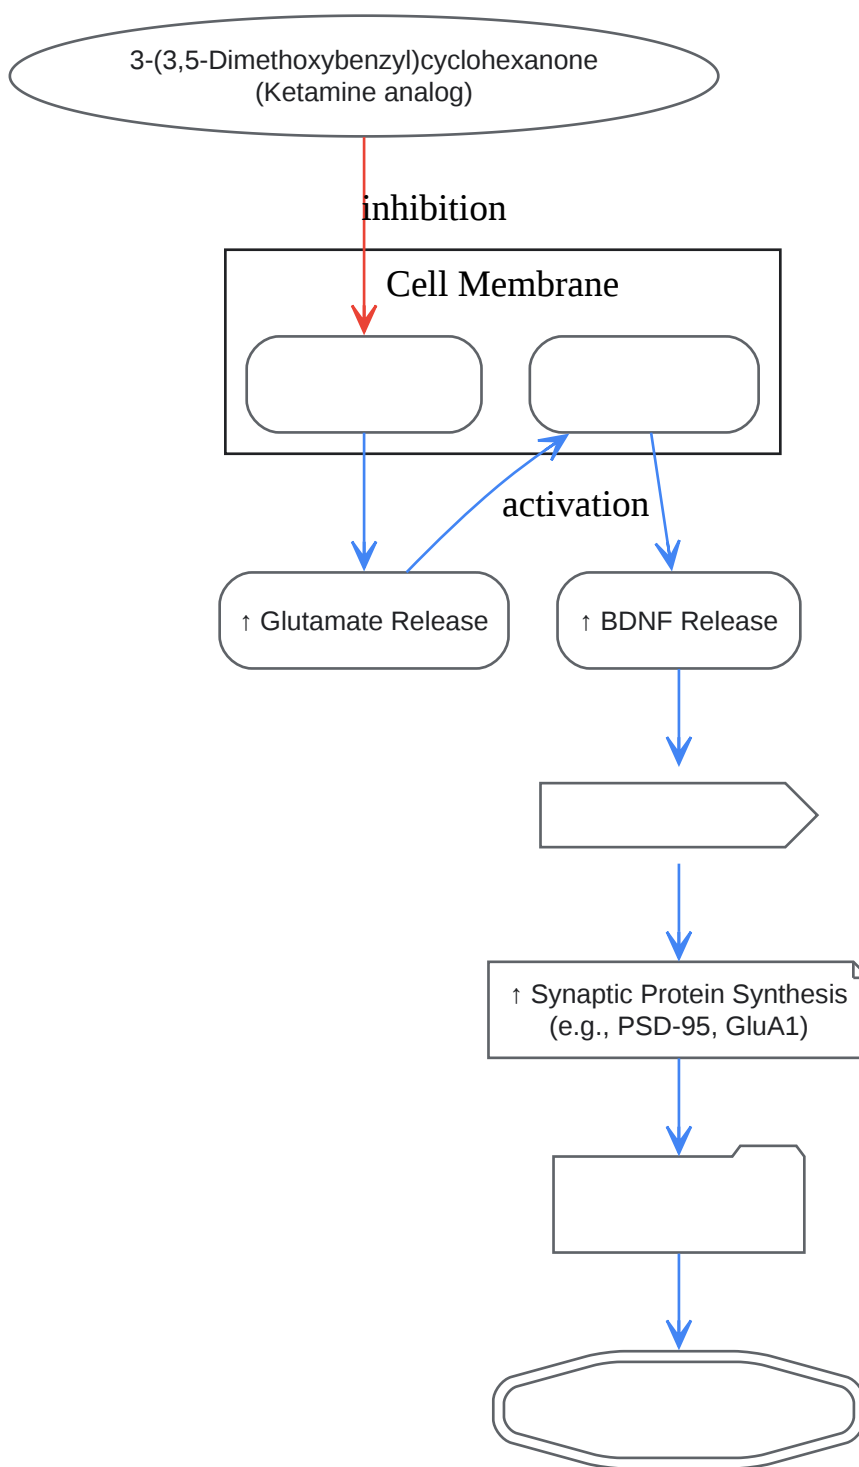 3-(3,5-Dimethoxybenzyl)cyclohexanone
(Ketamine analog)
inhibition
Cell Membrane
activation
↑ Glutamate Release
↑ BDNF Release
↑ Synaptic Protein Synthesis
(e.g., PSD-95, GluA1)